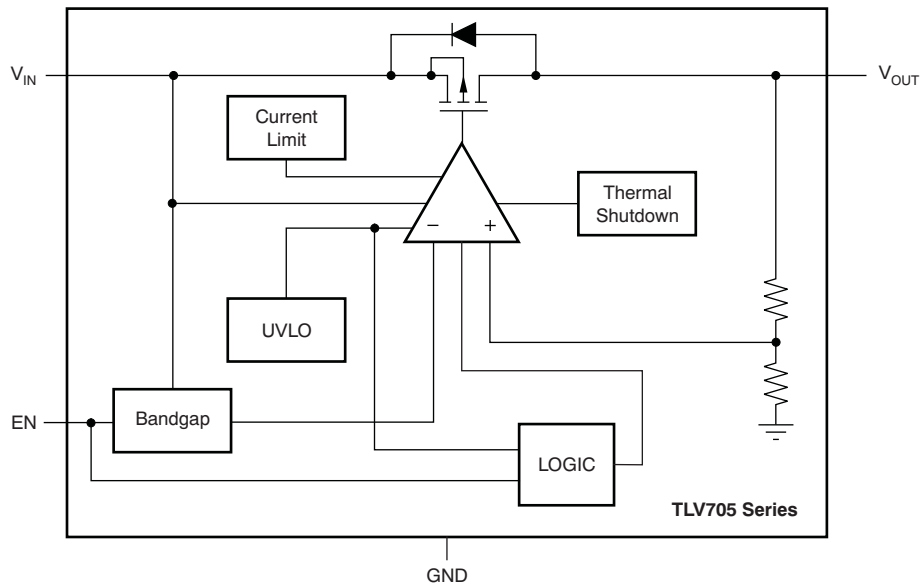 V_IN
V_OUT
Current
Limit
Thermal
Shutdown
− +
UVLO
EN
Bandgap
LOGIC
TLV705 Series
GND